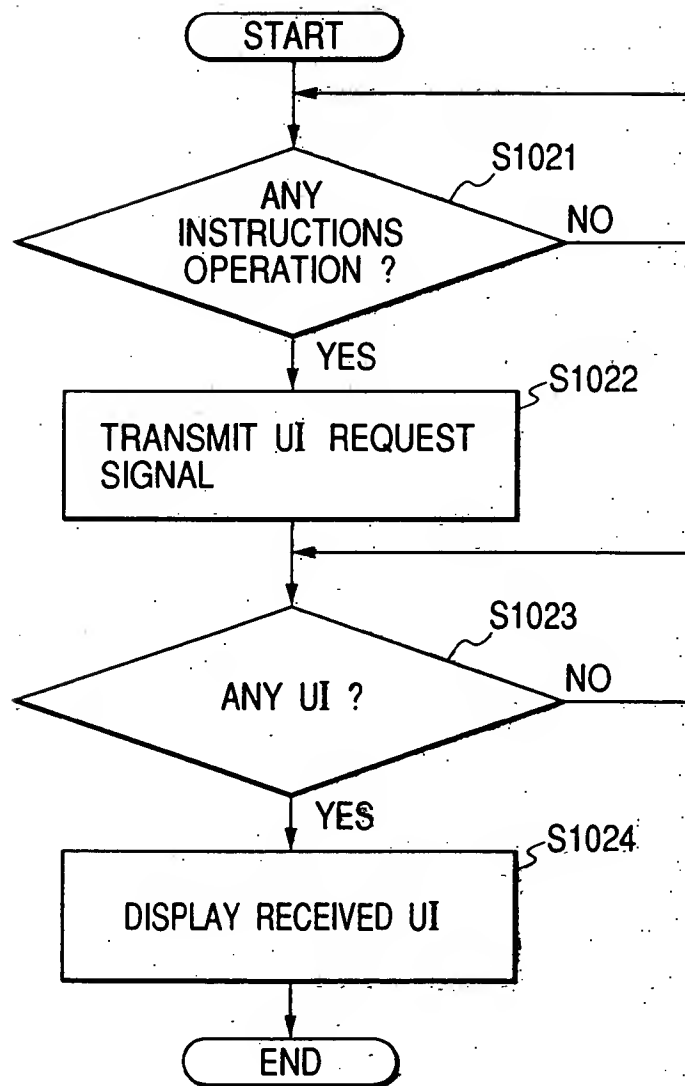 START
S1021
ANY
INSTRUCTIONS
OPERATION ?
NO
YES
S1022
TRANSMIT UI REQUEST
SIGNAL
S1023
ANY UI ?
NO
YES
S1024
DISPLAY RECEIVED UI
END